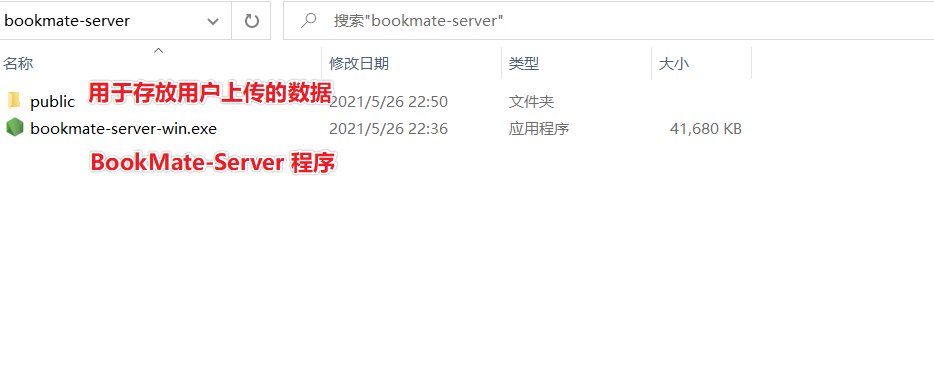 bookmate-server
搜索"bookmate-server"
名称
修改日期
类型
大小
用于存放用户上传的数据
public
2021/5/26 22:50
文件夹
bookmate-server-win.exe
2021/5/26 22:36
应用程序
41,680 KB
BookMate-Server 程序